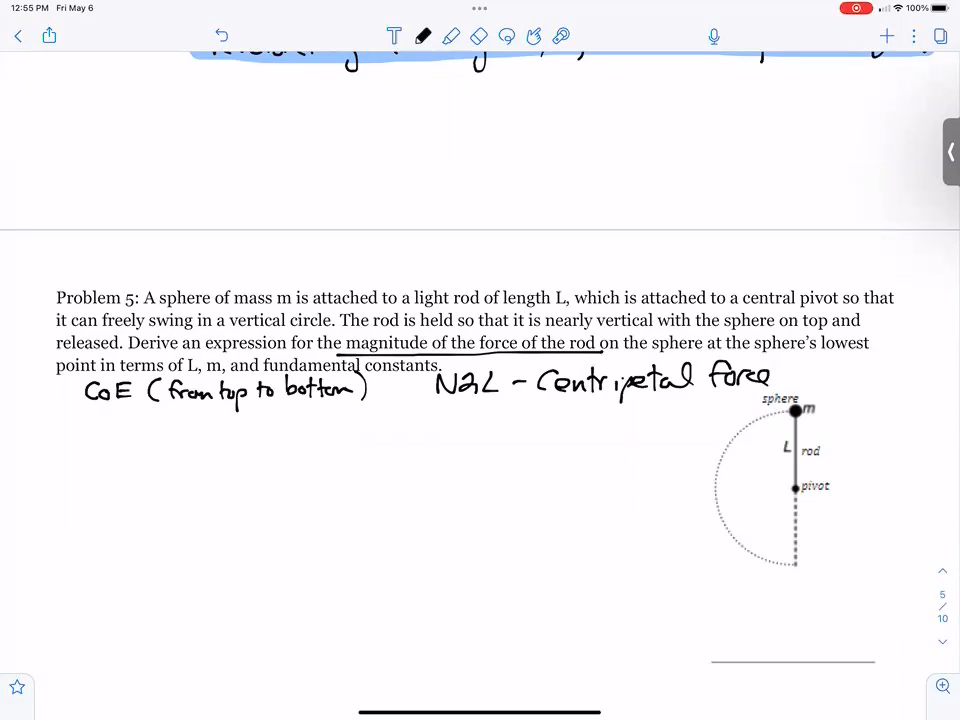 12:55 PM Fri May 6
100%
Problem 5: A sphere of mass m is attached to a light rod of length L, which is attached to a central pivot so that
it can freely swing in a vertical circle. The rod is held so that it is nearly vertical with the sphere on top and
released. Derive an expression for the magnitude of the force of the rod on the sphere at the sphere's lowest
point in terms of L, m, and fundamental constants.
CoE (from top to bottom)
N2L - Centripetal force
sphere
m
L rod
pivot
5
/
10